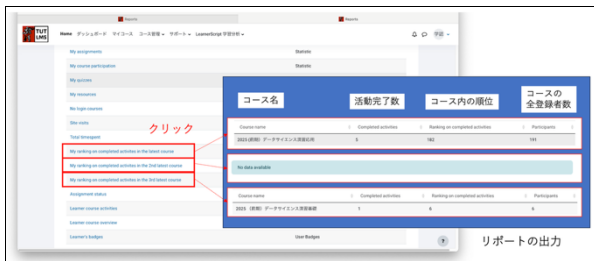 Reports
Reports
TUT LMS
Home ダッシュボード マイコース コース管理 サポート LearnerScript 学習分析
My assignments Statistic
My course participation Statistic
My quizzes
My resources
No login courses
Site visits
Total timespent
My ranking on completed activities in the latest course
My ranking on completed activities in the 2nd latest course
My ranking on completed activities in the 3rd latest course
Assignment status
Learner course activities
Learner course overview
Learner's badges User Badges
クリック
コース名 活動完了数 コース内の順位 コースの全登録者数
Course name Completed activities Ranking on completed activities Participants
2025 (前期) データサイエンス演習応用 3 182 191
No data available
Course name Completed activities Ranking on completed activities Participants
2025 (前期) データサイエンス演習基礎 1 6 6
?
リポートの出力